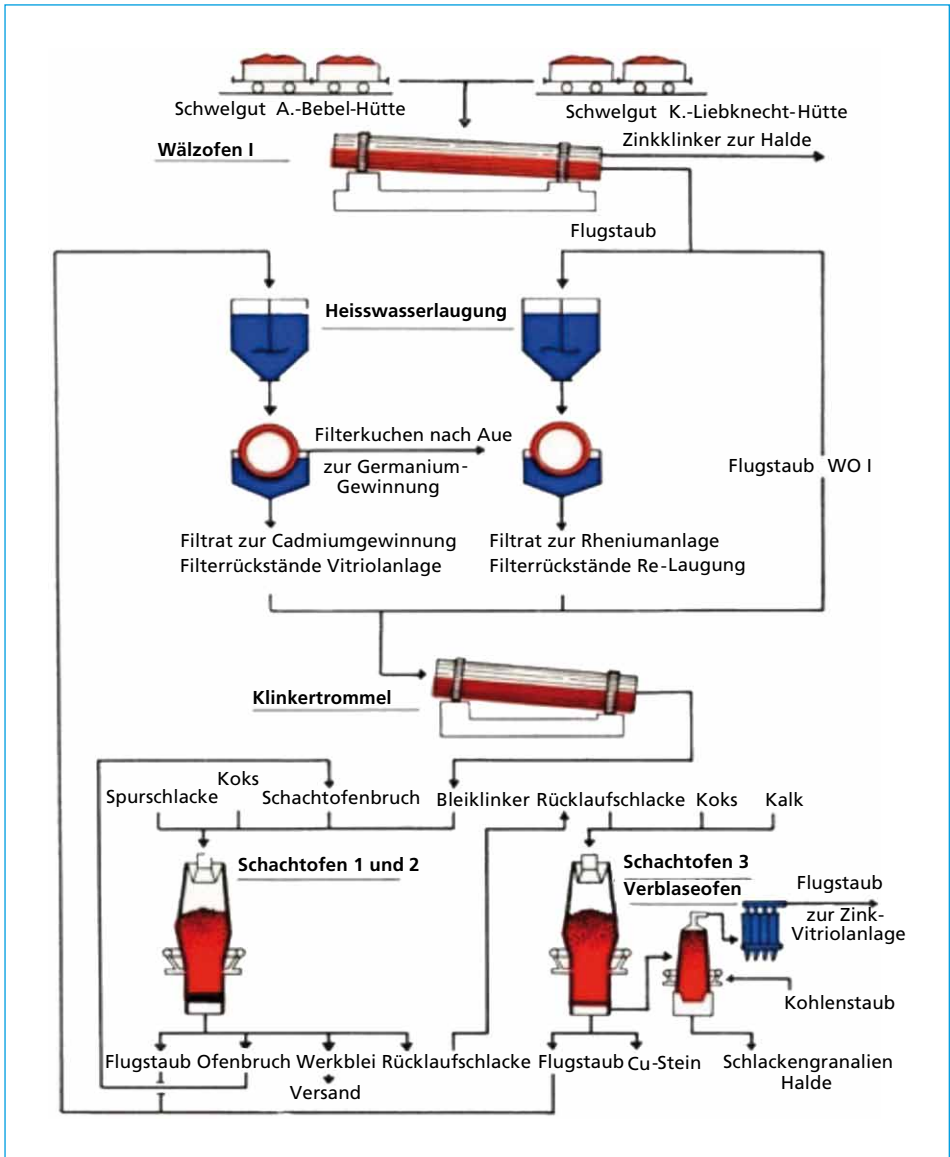 Schwelgut A.-Bebel-Hütte
Schwelgut K.-Liebknecht-Hütte
Zinkklinker zur Halde
Wälzofen I
Flugstaub
Heisswasserlaugung
Filterkuchen nach Aue
zur Germanium-
Gewinnung
Flugstaub WO I
Filtrat zur Cadmiumgewinnung
Filterrückstände Vitriolanlage
Filtrat zur Rheniumanlage
Filterrückstände Re-Laugung
Klinkertrommel
Spurschlacke
Koks
Schachtofenbruch
Bleiklinker
Rücklaufschlacke
Koks
Kalk
Schachtofen 1 und 2
Schachtofen 3
Verblaseofen
Flugstaub
zur Zink-
Vitriolanlage
Kohlenstaub
Flugstaub
Ofenbruch
Werkblei
Rücklaufschlacke
Versand
Flugstaub
Cu-Stein
Schlackengranalien
Halde